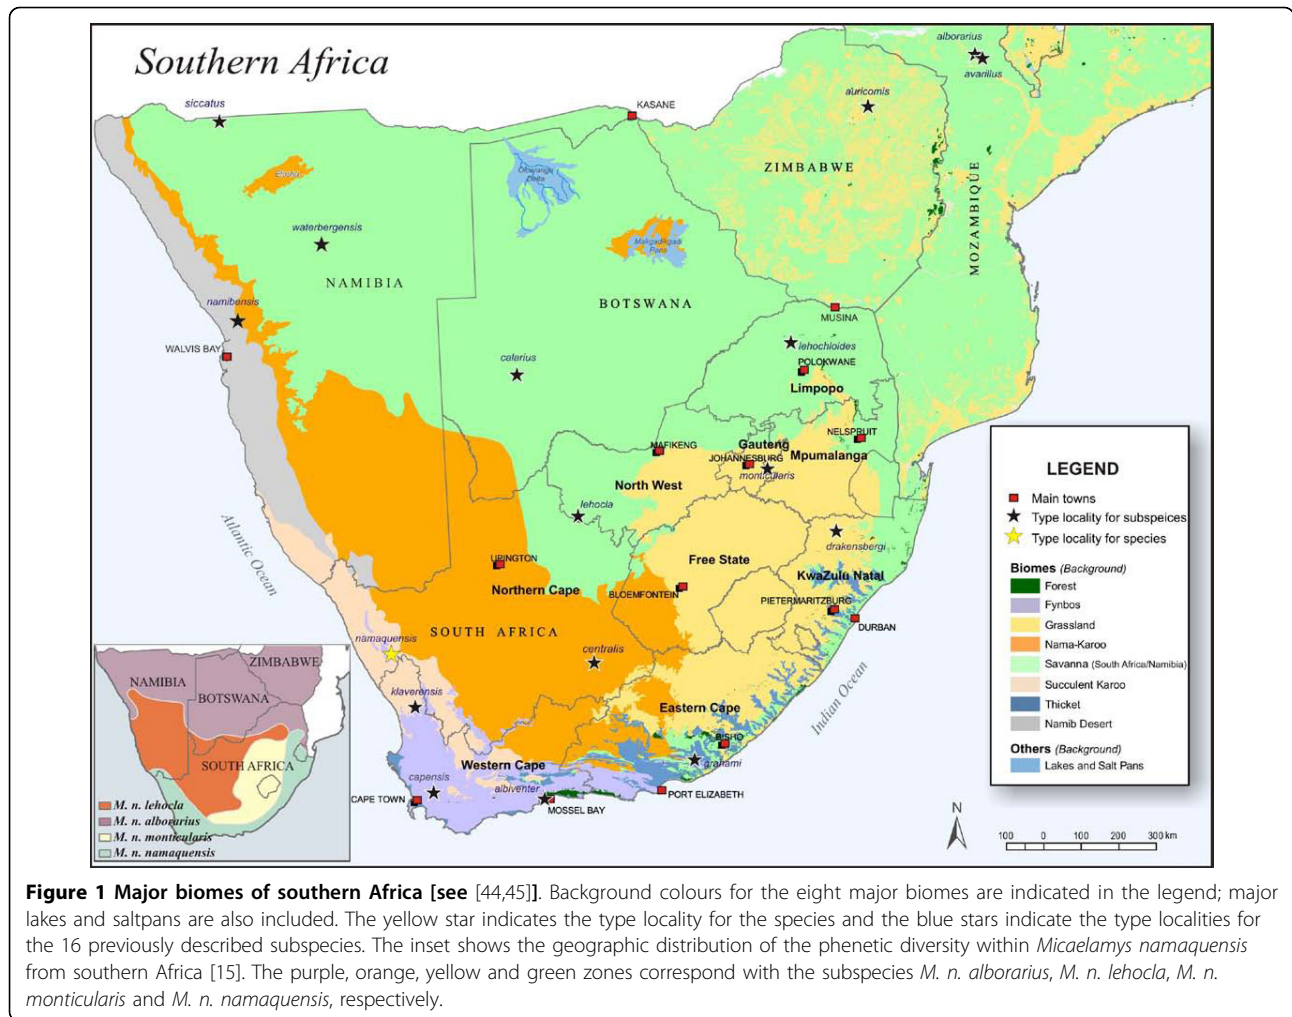 Southern Africa
siccatus
KASANE
alborarius
avarillus
auricomis
ZIMBABWE
MOZAMBIQUE
Etosha
Okavango
Delta
waterbergensis
Makgadikgadi
Pans
NAMIBIA
BOTSWANA
namibensis
WALVIS BAY
MUSINA
lehochloides
POLOKWANE
Limpopo
calarius
NELSPRUIT
MAFIKENG
Gauteng
JOHANNESBURG
Mpumalanga
monticularis
North West
lehocla
drakensbergi
Atlantic Ocean
UPINGTON
Free State
KwaZulu Natal
Northern Cape
BLOEMFONTEIN
PIETERMARITZBURG
DURBAN
SOUTH AFRICA
namaquensis
centralis
klaverensis
Eastern Cape
Indian Ocean
BISHO
grahami
Western Cape
capensis
albiventer
CAPE TOWN
MOSSEL BAY
PORT ELIZABETH
LEGEND
Main towns
Type locality for subspeices
Type locality for species
Biomes (Background)
Forest
Fynbos
Grassland
Nama-Karoo
Savanna (South Africa/Namibia)
Succulent Karoo
Thicket
Namib Desert
Others (Background)
Lakes and Salt Pans
N
100 0 100 200 300 km
ZIMBABWE
NAMIBIA
BOTSWANA
SOUTH AFRICA
M. n. lehocla
M. n. alborarius
M. n. monticularis
M. n. namaquensis
Figure 1 Major biomes of southern Africa [see [44,45]]. Background colours for the eight major biomes are indicated in the legend; major
lakes and saltpans are also included. The yellow star indicates the type locality for the species and the blue stars indicate the type localities for
the 16 previously described subspecies. The inset shows the geographic distribution of the phenetic diversity within Micaelamys namaquensis
from southern Africa [15]. The purple, orange, yellow and green zones correspond with the subspecies M. n. alborarius, M. n. lehocla, M. n.
monticularis and M. n. namaquensis, respectively.